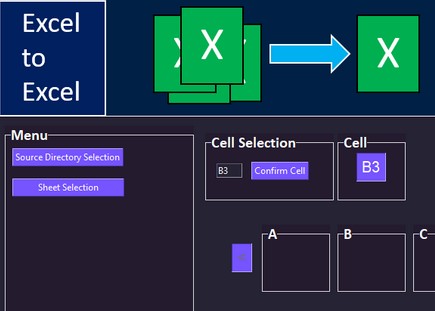 Excel
to
Excel
X
X
X
Menu
Source Directory Selection
Sheet Selection
Cell Selection
B3
Confirm Cell
Cell
B3
A
B
C